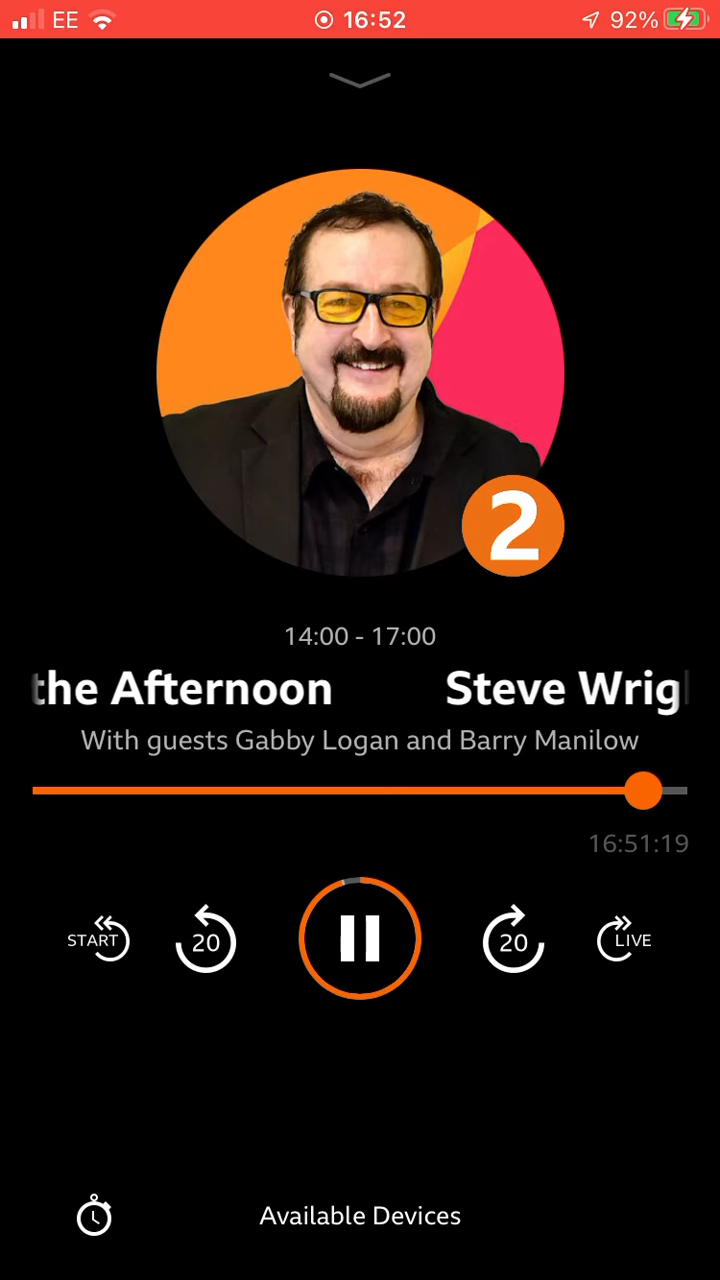 EE 16:52 92%
2
14:00 - 17:00
the Afternoon Steve Wrig
With guests Gabby Logan and Barry Manilow
16:51:19
START 20 20 LIVE
Available Devices